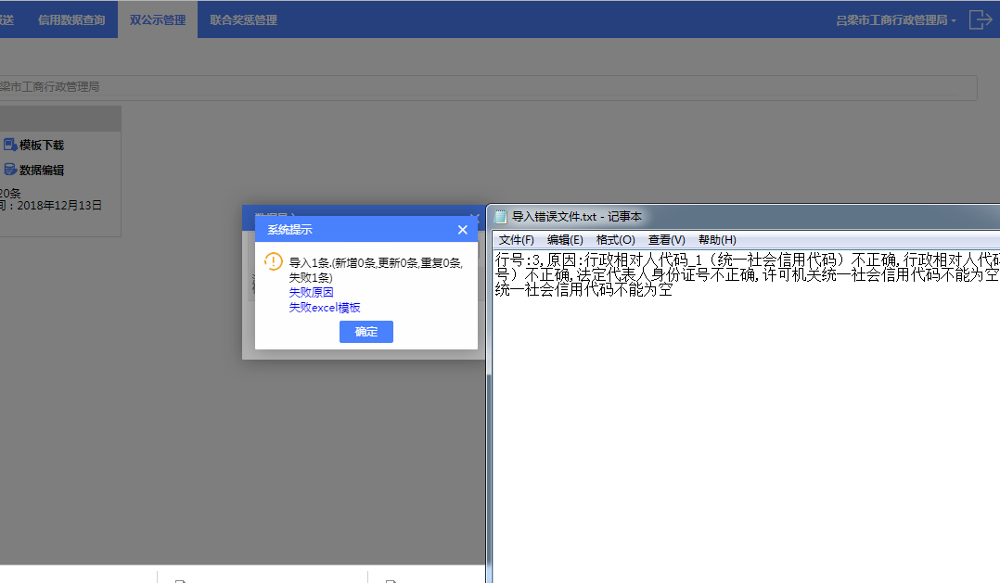 送
信用数据查询
双公示管理
联合奖惩管理
吕梁市工商行政管理局
梁市工商行政管理局
模板下载
数据编辑
20条
间：2018年12月13日
系统提示
导入1条.(新增0条,更新0条,重复0条,
失败1条)
失败原因
失败excel模板
确定
导入错误文件.txt - 记事本
文件(F) 编辑(E) 格式(O) 查看(V) 帮助(H)
行号:3,原因:行政相对人代码_1（统一社会信用代码）不正确,行政相对人代码
号）不正确,法定代表人身份证号不正确,许可机关统一社会信用代码不能为空
统一社会信用代码不能为空